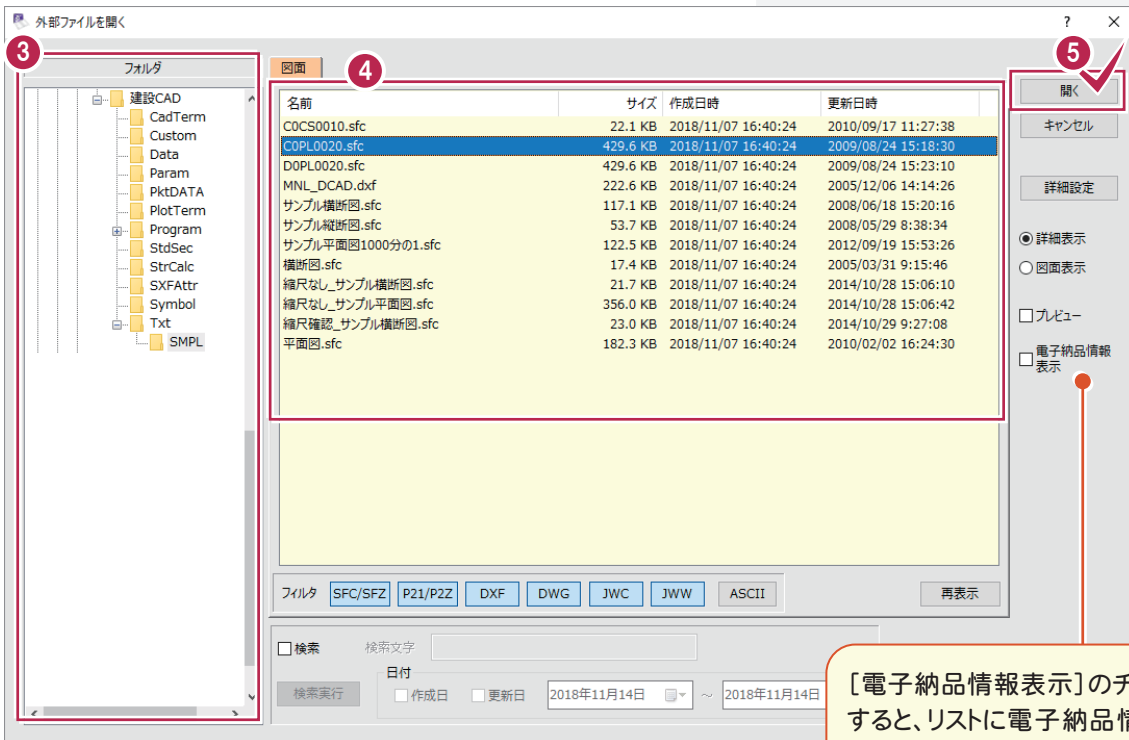 外部ファイルを開く ? ×
3
フォルダ
建設CAD
CadTerm
Custom
Data
Param
PktDATA
PlotTerm
Program
StdSec
StrCalc
SXFAttr
Symbol
Txt
SMPL
図面
4
名前 サイズ 作成日時 更新日時
C0CS0010.sfc 22.1 KB 2018/11/07 16:40:24 2010/09/17 11:27:38
C0PL0020.sfc 429.6 KB 2018/11/07 16:40:24 2009/08/24 15:18:30
D0PL0020.sfc 429.6 KB 2018/11/07 16:40:24 2009/08/24 15:23:10
MNL_DCAD.dxf 222.6 KB 2018/11/07 16:40:24 2005/12/06 14:14:26
サンプル横断図.sfc 117.1 KB 2018/11/07 16:40:24 2008/06/18 15:20:16
サンプル縦断図.sfc 53.7 KB 2018/11/07 16:40:24 2008/05/29 8:38:34
サンプル平面図1000分の1.sfc 122.5 KB 2018/11/07 16:40:24 2012/09/19 15:53:26
横断図.sfc 17.4 KB 2018/11/07 16:40:24 2005/03/31 9:15:46
縮尺なし_サンプル横断図.sfc 21.7 KB 2018/11/07 16:40:24 2014/10/28 15:06:10
縮尺なし_サンプル平面図.sfc 356.0 KB 2018/11/07 16:40:24 2014/10/28 15:06:42
縮尺確認_サンプル横断図.sfc 23.0 KB 2018/11/07 16:40:24 2014/10/29 9:27:08
平面図.sfc 182.3 KB 2018/11/07 16:40:24 2010/02/02 16:24:30
フィルタ SFC/SFZ P21/P2Z DXF DWG JWC JWW ASCII 再表示
検索 検索文字
日付
検索実行 作成日 更新日 2018年11月14日 ～ 2018年11月14日
5
開く
キャンセル
詳細設定
詳細表示
図面表示
プレビュー
電子納品情報
表示
[電子納品情報表示]のチ
すると、リストに電子納品情